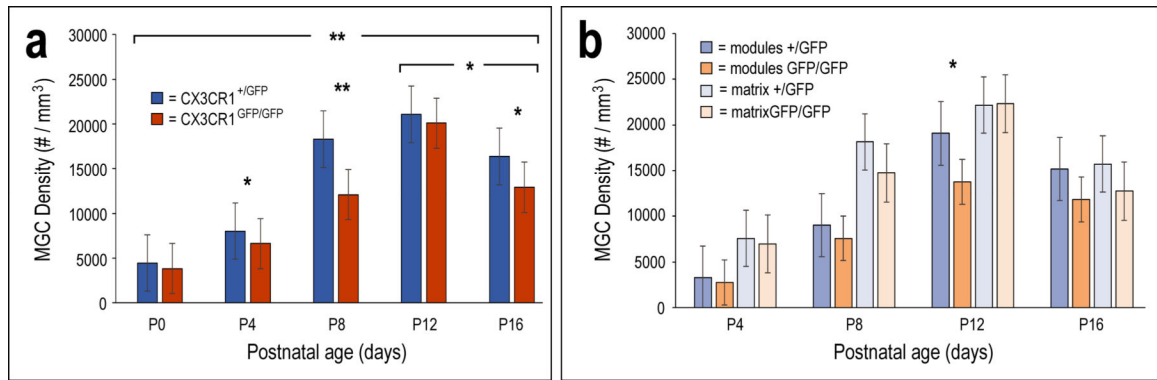 a
MGC Density (# / mm³)
30000
25000
20000
15000
10000
5000
0
**
*
= CX3CR1+/GFP
= CX3CR1GFP/GFP
*
**
*
P0 P4 P8 P12 P16
Postnatal age (days)
b
MGC Density (# / mm³)
30000
25000
20000
15000
10000
5000
0
= modules +/GFP
= modules GFP/GFP
= matrix +/GFP
= matrixGFP/GFP
*
P4 P8 P12 P16
Postnatal age (days)